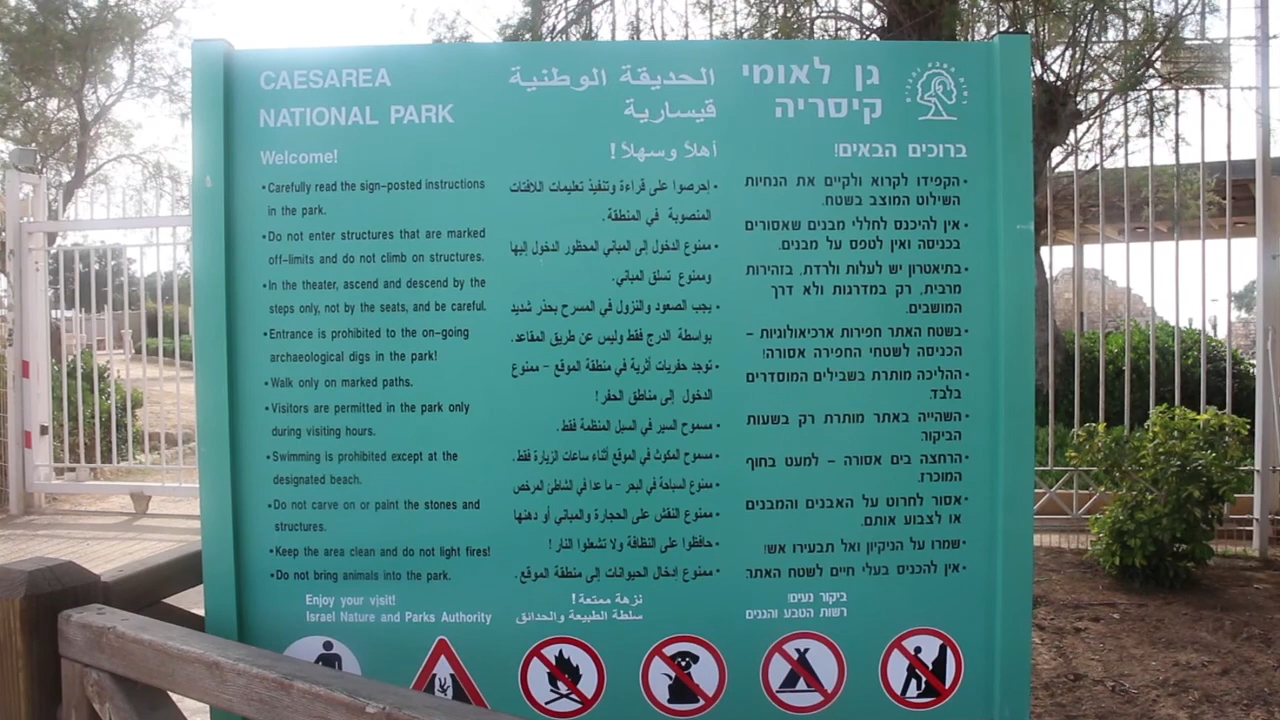 CAESAREA
NATIONAL PARK
Welcome!
•Carefully read the sign-posted instructions
in the park.
•Do not enter structures that are marked
off-limits and do not climb on structures.
•In the theater, ascend and descend by the
steps only, not by the seats, and be careful.
•Entrance is prohibited to the on-going
archaeological digs in the park!
•Walk only on marked paths.
•Visitors are permitted in the park only
during visiting hours.
•Swimming is prohibited except at the
designated beach.
•Do not carve on or paint the stones and
structures.
•Keep the area clean and do not light fires!
•Do not bring animals into the park.
Enjoy your visit!
Israel Nature and Parks Authority
الحديقة الوطنية
قيسارية
أهلاً وسهلاً !
•إحرصوا على قراءة وتنفيذ تعليمات اللافتات
المنصوبة في المنطقة.
•ممنوع الدخول إلى المباني المحظور الدخول إليها
وممنوع تسلق المباني.
•يجب الصعود والنزول في المسرح بحذر شديد
بواسطة الدرج فقط وليس عن طريق المقاعد.
•توجد حفريات أثرية في منطقة الموقع - ممنوع
الدخول إلى مناطق الحفر!
•مسموح السير في السبل المنظمة فقط.
•مسموح المكوث في الموقع أثناء ساعات الزيارة فقط.
•ممنوع السباحة في البحر - ما عدا في الشاطئ المرخص
•ممنوع النقش على الحجارة والمباني أو دهنها
•حافظوا على النظافة ولا تشعلوا النار!
•ممنوع إدخال الحيوانات إلى منطقة الموقع.
نزهة ممتعة!
سلطة الطبيعة والحدائق
גן לאומי
קיסריה
ברוכים הבאים!
•הקפידו לקרוא ולקיים את הנחיות
השילוט המוצב בשטח.
•אין להיכנס לחללי מבנים שאסורים
בכניסה ואין לטפס על מבנים.
•בתיאטרון יש לעלות ולרדת, בזהירות
מרבית, רק במדרגות ולא דרך
המושבים.
•בשטח האתר חפירות ארכיאולוגיות –
הכניסה לשטחי החפירה אסורה!
•ההליכה מותרת בשבילים המוסדרים
בלבד.
•השהייה באתר מותרת רק בשעות
הביקור.
•הרחצה בים אסורה – למעט בחוף
המוכרז.
•אסור לחרוט על האבנים והמבנים
או לצבוע אותם.
•שמרו על הניקיון ואל תבעירו אש!
•אין להכניס בעלי חיים לשטח האתר.
ביקור נעים!
רשות הטבע והגנים